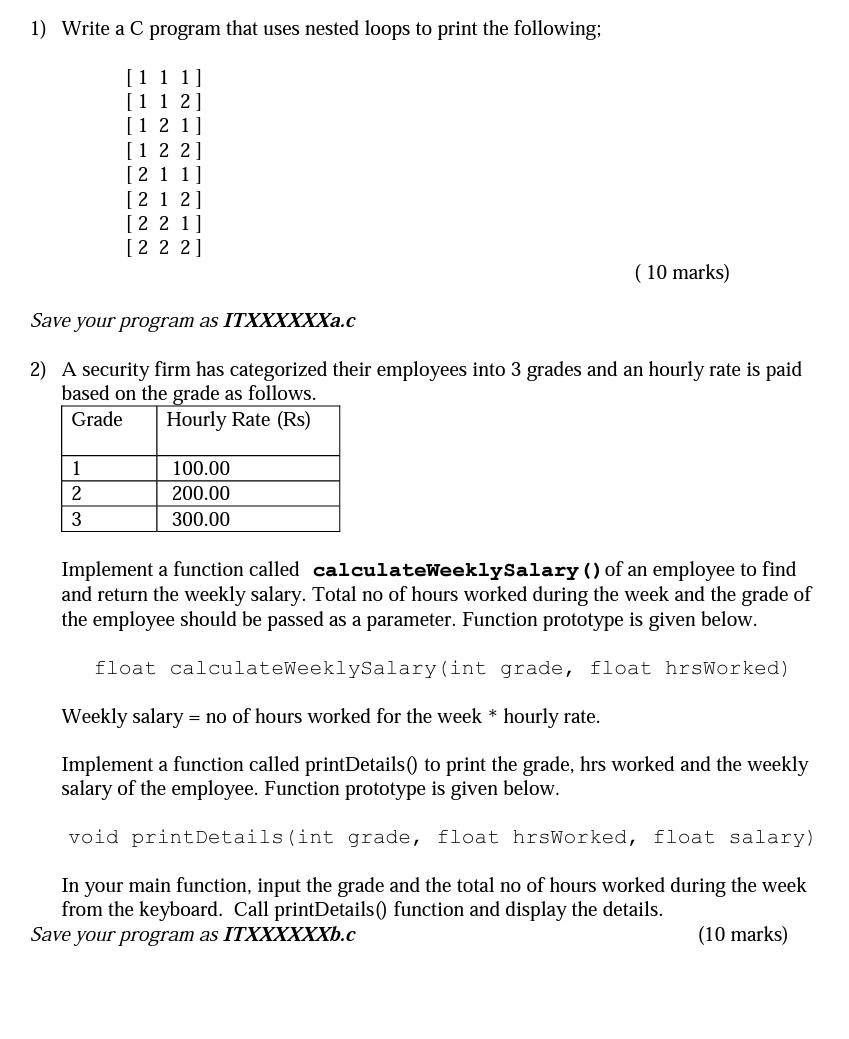 1) Write a C program that uses nested loops to print the following;
[ 1 1 1 ]
[ 1 1 2 ]
[ 1 2 1 ]
[ 1 2 2 ]
[ 2 1 1 ]
[ 2 1 2 ]
[ 2 2 1 ]
[ 2 2 2 ]
( 10 marks)
Save your program as ITXXXXXXa.c
2) A security firm has categorized their employees into 3 grades and an hourly rate is paid
based on the grade as follows.
Grade Hourly Rate (Rs)
1 100.00
2 200.00
3 300.00
Implement a function called calculateWeeklySalary() of an employee to find
and return the weekly salary. Total no of hours worked during the week and the grade of
the employee should be passed as a parameter. Function prototype is given below.
float calculateWeeklySalary(int grade, float hrsWorked)
Weekly salary = no of hours worked for the week * hourly rate.
Implement a function called printDetails() to print the grade, hrs worked and the weekly
salary of the employee. Function prototype is given below.
void printDetails(int grade, float hrsWorked, float salary)
In your main function, input the grade and the total no of hours worked during the week
from the keyboard. Call printDetails() function and display the details.
Save your program as ITXXXXXXb.c (10 marks)